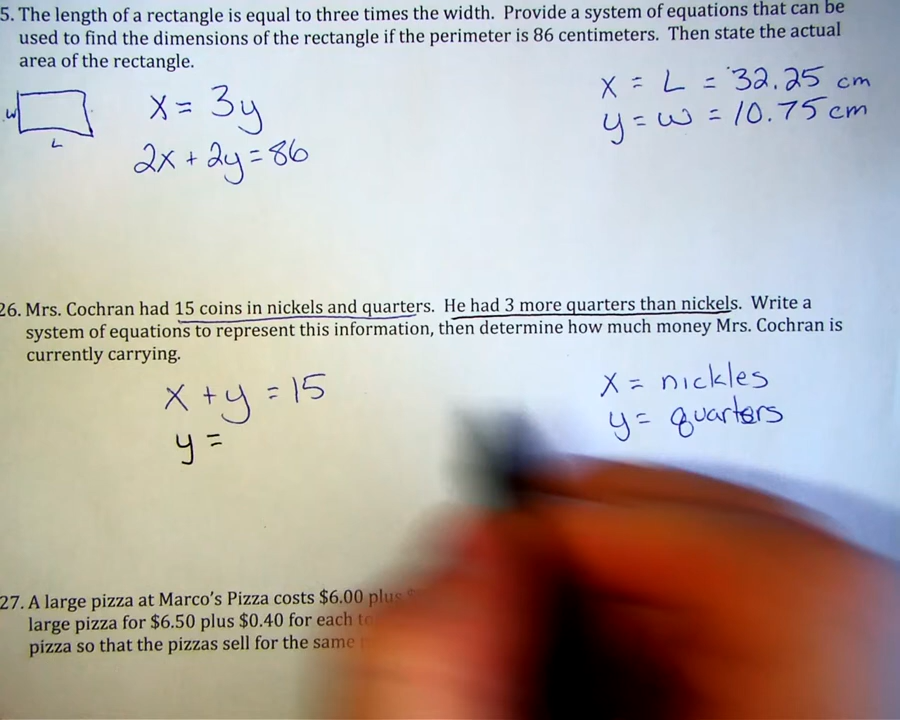 5. The length of a rectangle is equal to three times the width. Provide a system of equations that can be
used to find the dimensions of the rectangle if the perimeter is 86 centimeters. Then state the actual
area of the rectangle.
W
L
x = 3y
2x + 2y = 86
x = L = 32.25 cm
y = w = 10.75 cm
26. Mrs. Cochran had 15 coins in nickels and quarters. He had 3 more quarters than nickels. Write a
system of equations to represent this information, then determine how much money Mrs. Cochran is
currently carrying.
x + y = 15
y =
x = nickles
y = quarters
27. A large pizza at Marco's Pizza costs $6.00 plus
large pizza for $6.50 plus $0.40 for each
pizza so that the pizzas sell for the same